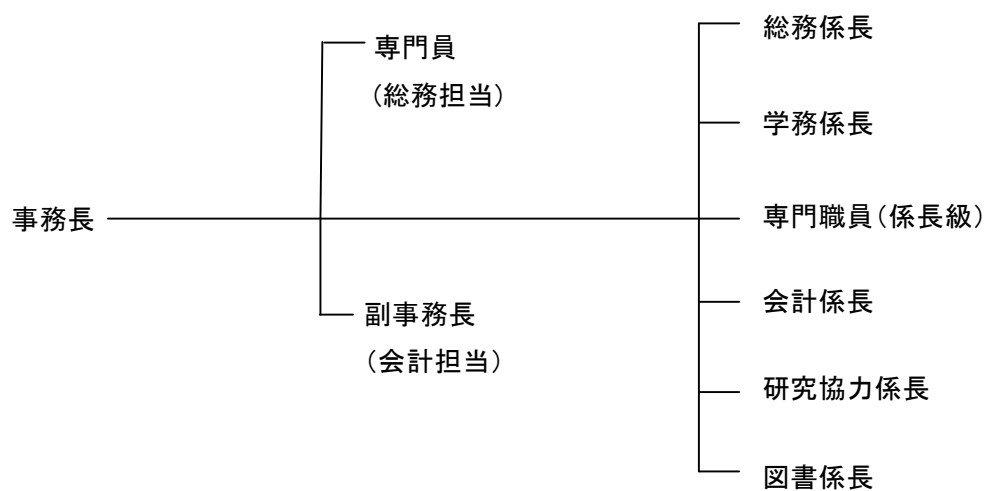 事務長
専門員
(総務担当)
副事務長
(会計担当)
総務係長
学務係長
専門職員(係長級)
会計係長
研究協力係長
図書係長